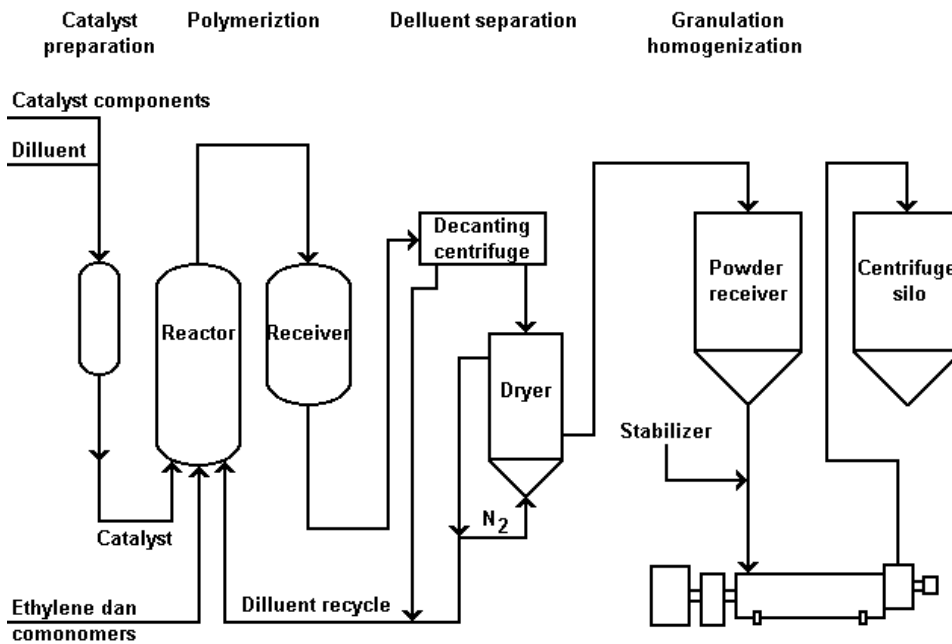 Catalyst
preparation
Polymeriztion
Delluent separation
Granulation
homogenization
Catalyst components
Dilluent
Decanting
centrifuge
Powder
receiver
Centrifuge
silo
Reactor
Receiver
Dryer
Stabilizer
N2
Catalyst
Dilluent recycle
Ethylene dan
comonomers